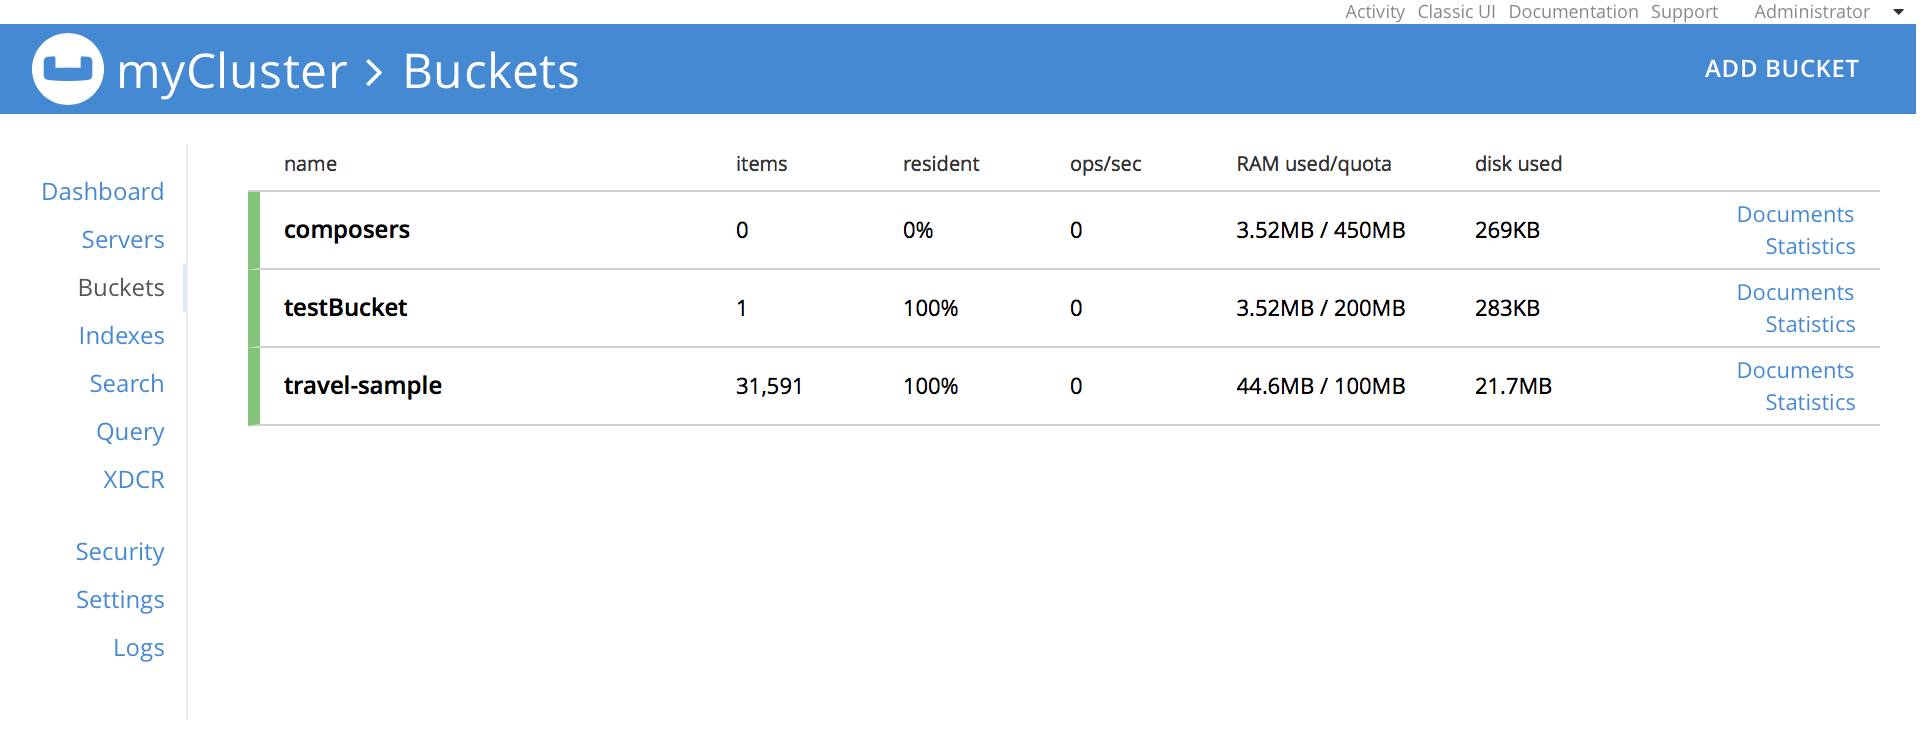 Activity Classic UI Documentation Support Administrator
myCluster > Buckets ADD BUCKET
Dashboard
Servers
Buckets
Indexes
Search
Query
XDCR
Security
Settings
Logs
name items resident ops/sec RAM used/quota disk used
composers 0 0% 0 3.52MB / 450MB 269KB Documents
Statistics
testBucket 1 100% 0 3.52MB / 200MB 283KB Documents
Statistics
travel-sample 31,591 100% 0 44.6MB / 100MB 21.7MB Documents
Statistics